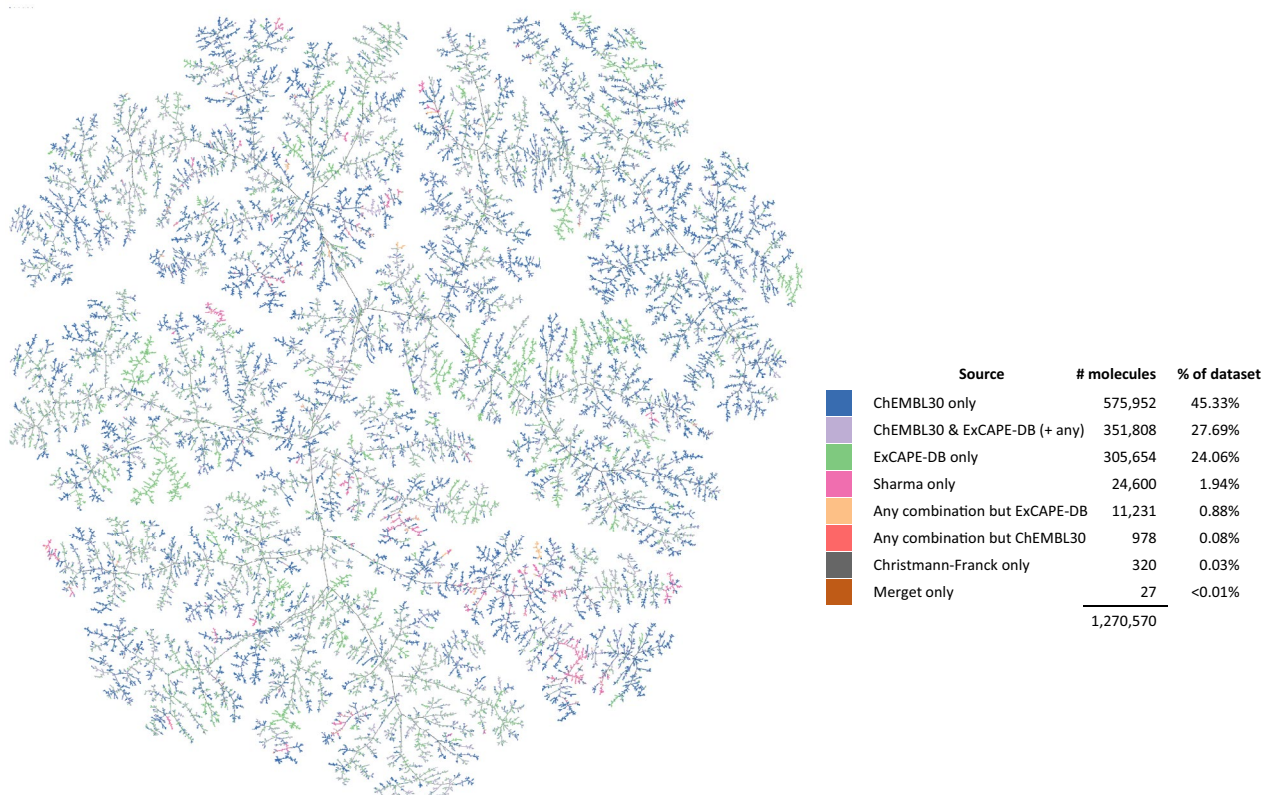 Source # molecules % of dataset
ChEMBL30 only 575,952 45.33%
ChEMBL30 & ExCAPE-DB (+ any) 351,808 27.69%
ExCAPE-DB only 305,654 24.06%
Sharma only 24,600 1.94%
Any combination but ExCAPE-DB 11,231 0.88%
Any combination but ChEMBL30 978 0.08%
Christmann-Franck only 320 0.03%
Merget only 27 <0.01%
1,270,570